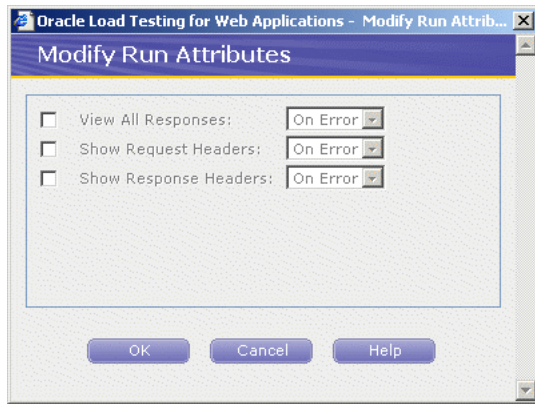 Oracle Load Testing for Web Applications - Modify Run Attrib...
Modify Run Attributes
View All Responses: On Error
Show Request Headers: On Error
Show Response Headers: On Error
OK Cancel Help